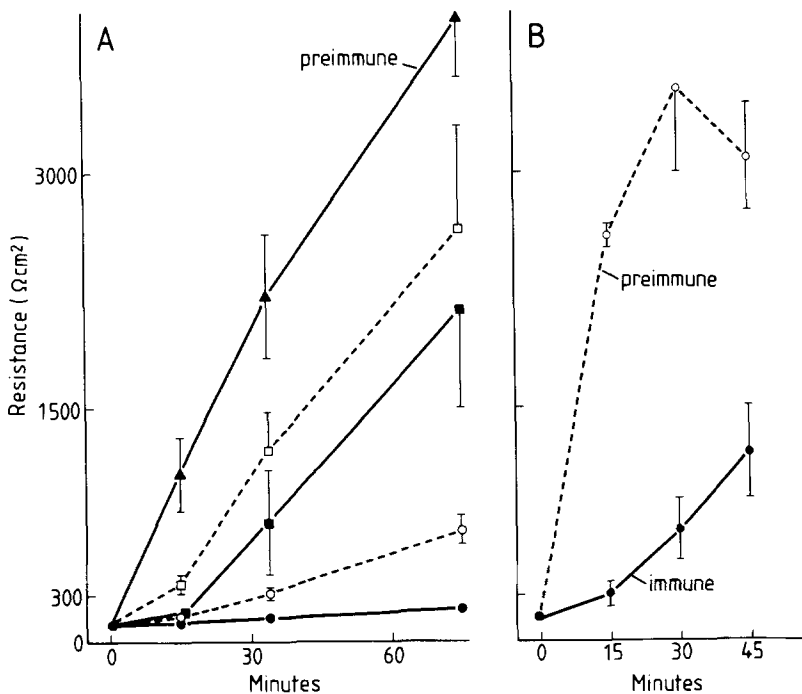 A
preimmune
3000
1500
300
0
Resistance (Ωcm²)
0
30
60
Minutes
B
preimmune
immune
0
15
30
45
Minutes